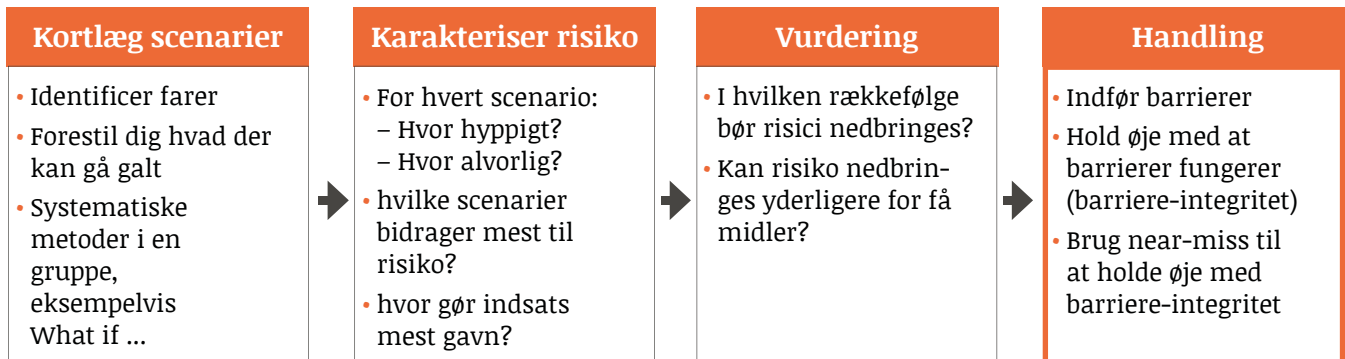 Kortlæg scenarier
• Identificer farer
• Forestil dig hvad der
kan gå galt
• Systematiske
metoder i en
gruppe,
eksempelvis
What if ...
Karakteriser risiko
• For hvert scenario:
– Hvor hyppigt?
– Hvor alvorlig?
• hvilke scenarier
bidrager mest til
risiko?
• hvor gør indsats
mest gavn?
Vurdering
• I hvilken rækkefølge
bør risici nedbringes?
• Kan risiko nedbrin-
ges yderligere for få
midler?
Handling
• Indfør barrierer
• Hold øje med at
barrierer fungerer
(barriere-integritet)
• Brug near-miss til
at holde øje med
barriere-integritet